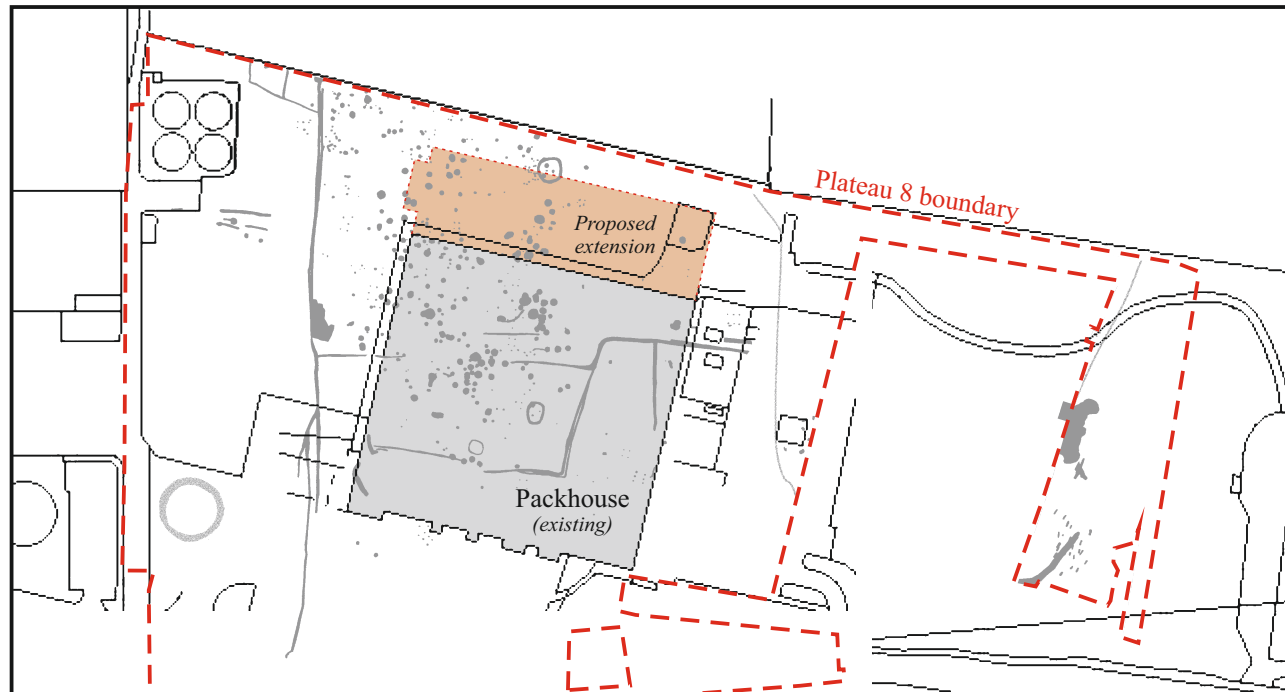 Plateau 8 boundary
Proposed
extension
Packhouse
(existing)